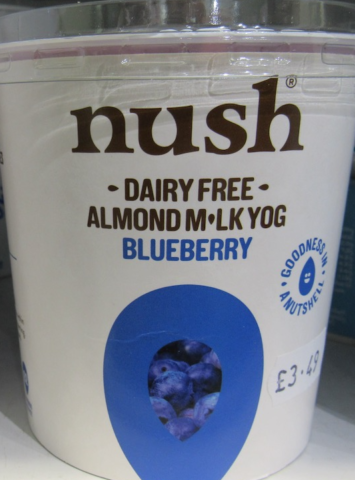 nush®
• DAIRY FREE •
ALMOND M•LK YOG
BLUEBERRY
• GOODNESS IN A NUTSHELL •
£3.49